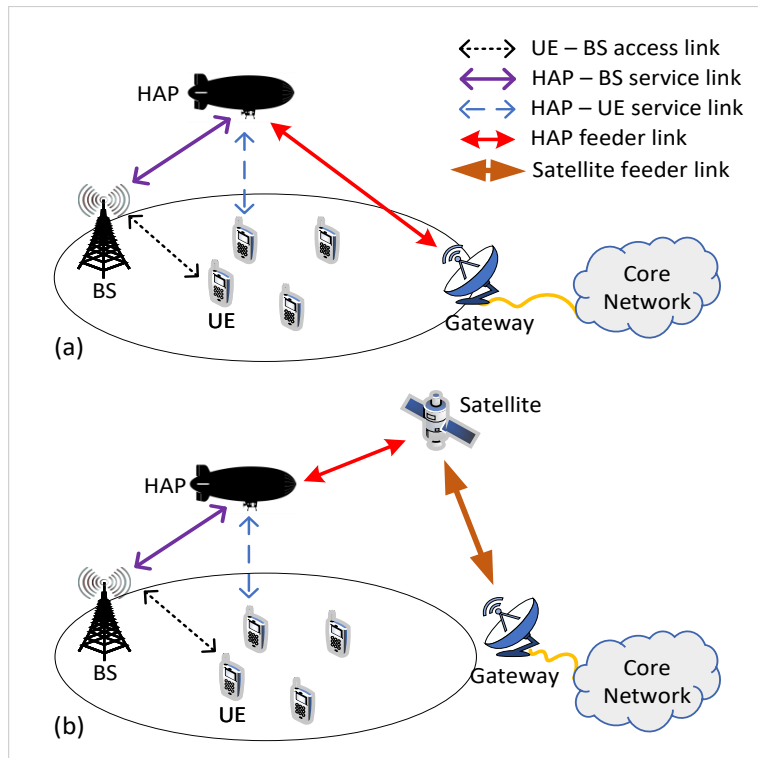 UE – BS access link
HAP – BS service link
HAP – UE service link
HAP feeder link
Satellite feeder link
HAP
BS
UE
Gateway
Core
Network
(a)
Satellite
HAP
BS
UE
Gateway
Core
Network
(b)